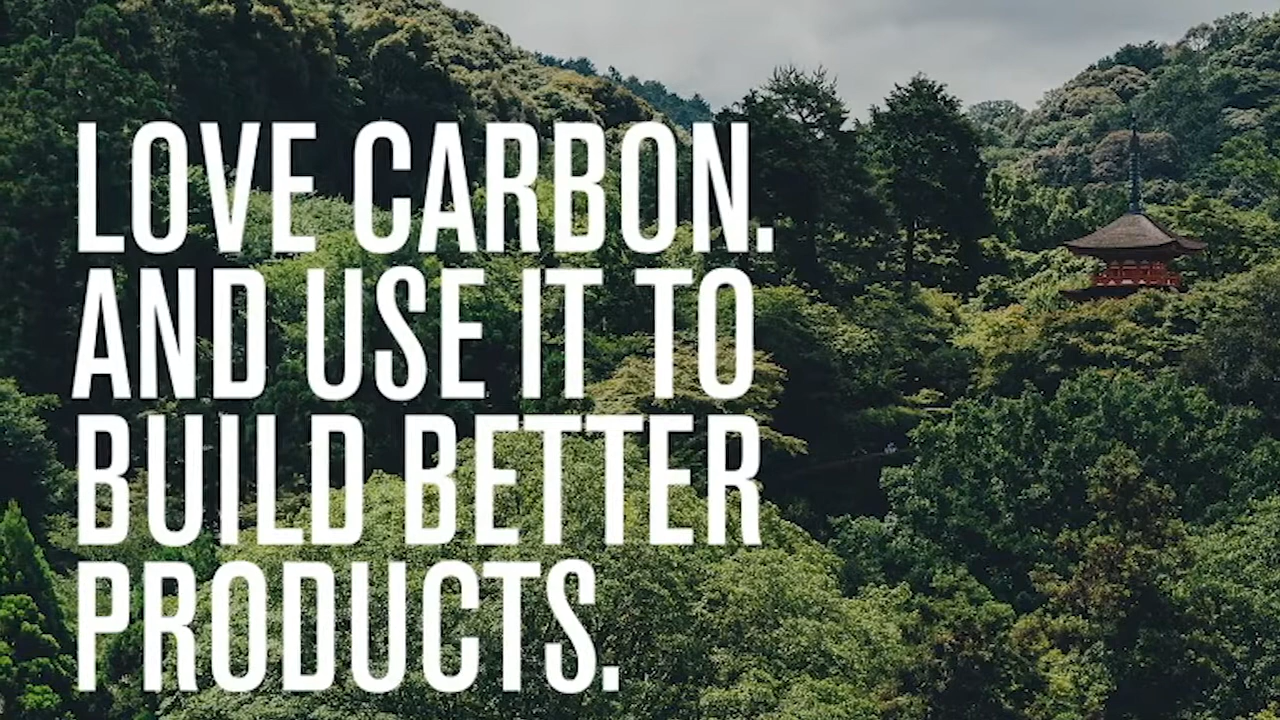 LOVE CARBON.
AND USE IT TO
BUILD BETTER
PRODUCTS.